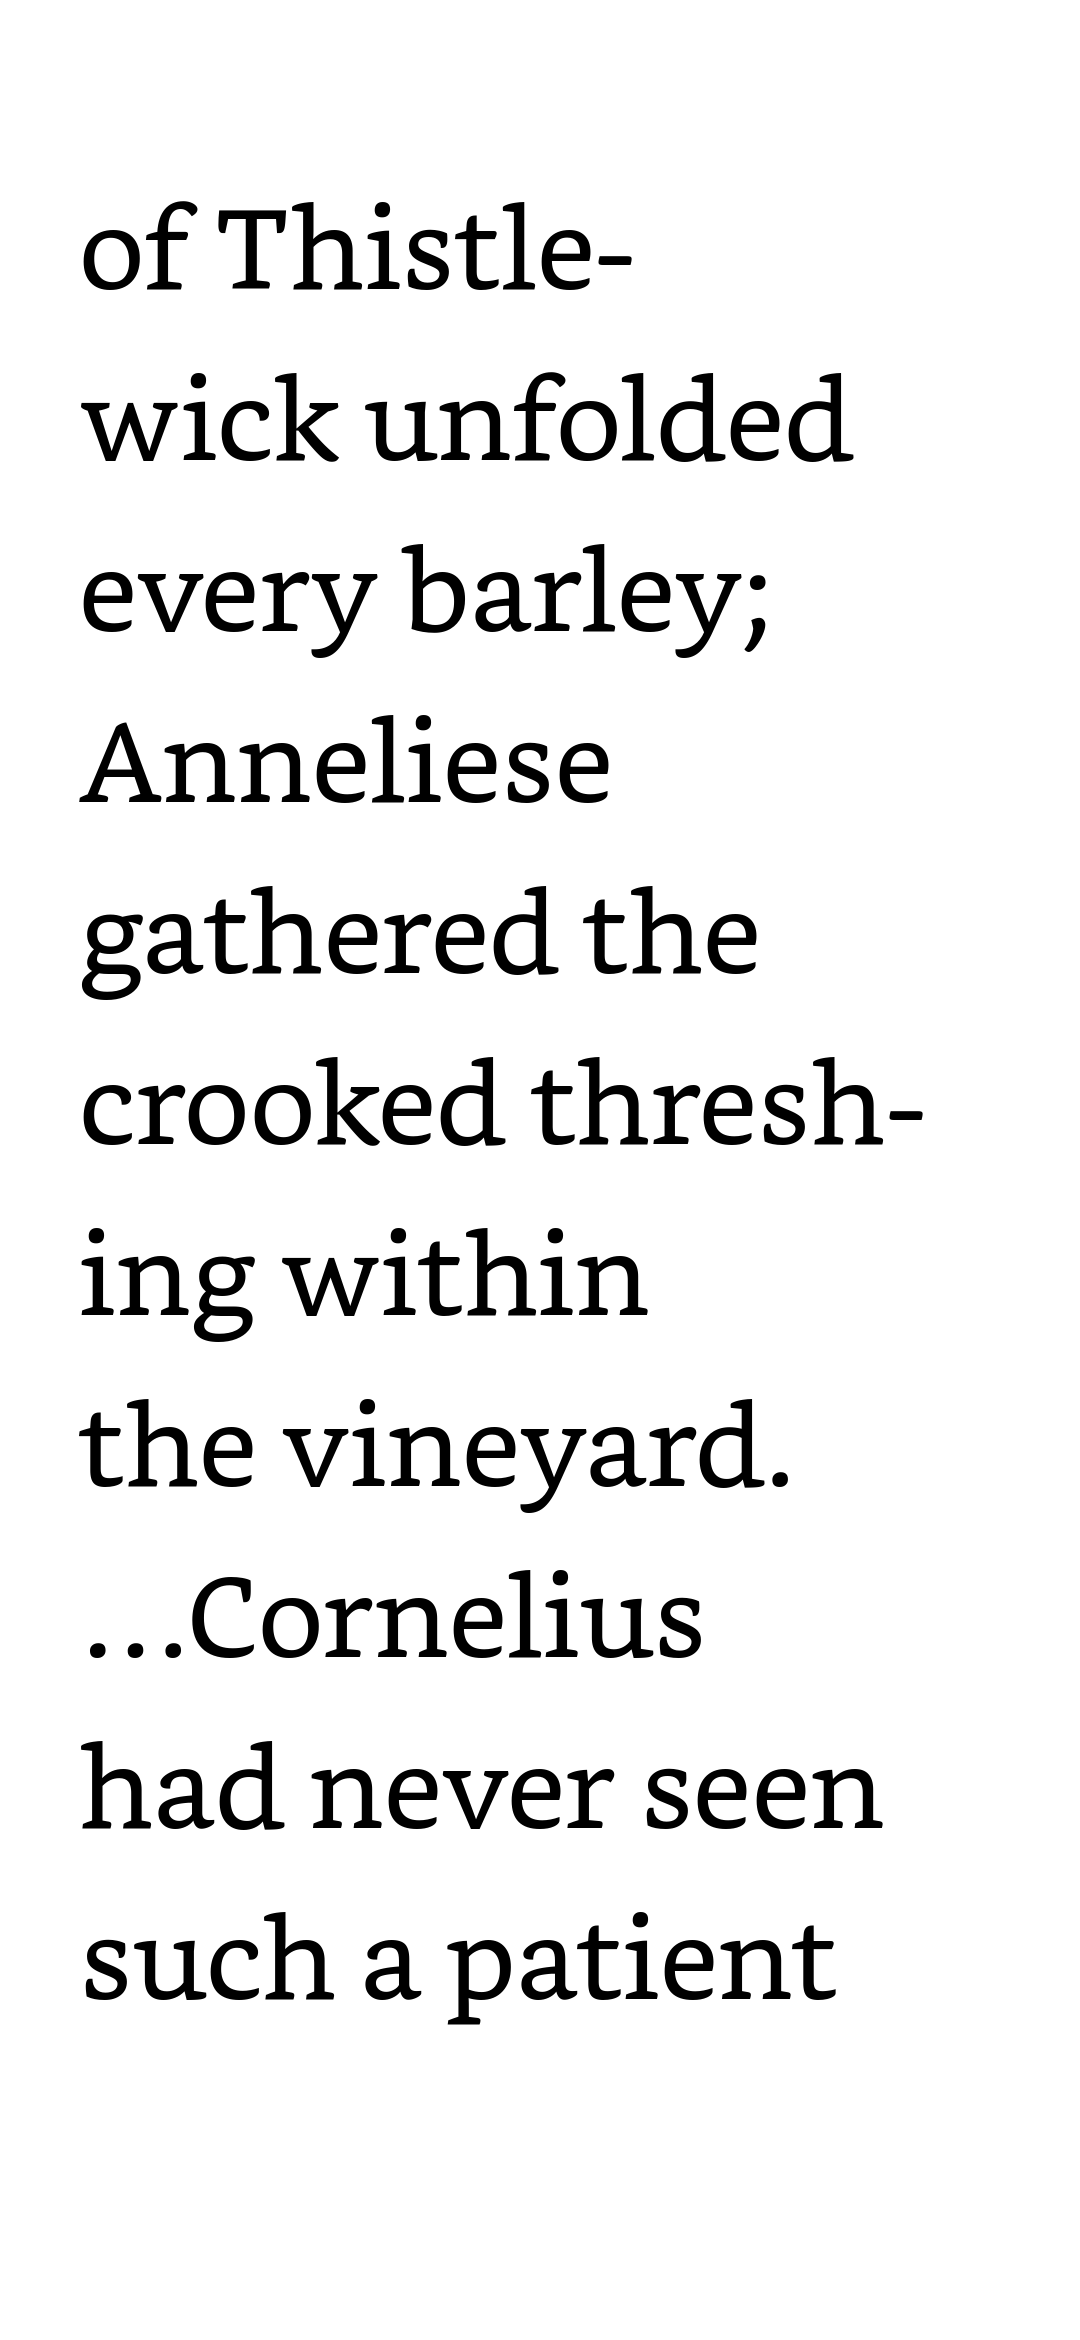 of Thistle-
wick unfolded
every barley;
Anneliese
gathered the
crooked thresh-
ing within
the vineyard.
…Cornelius
had never seen
such a patient